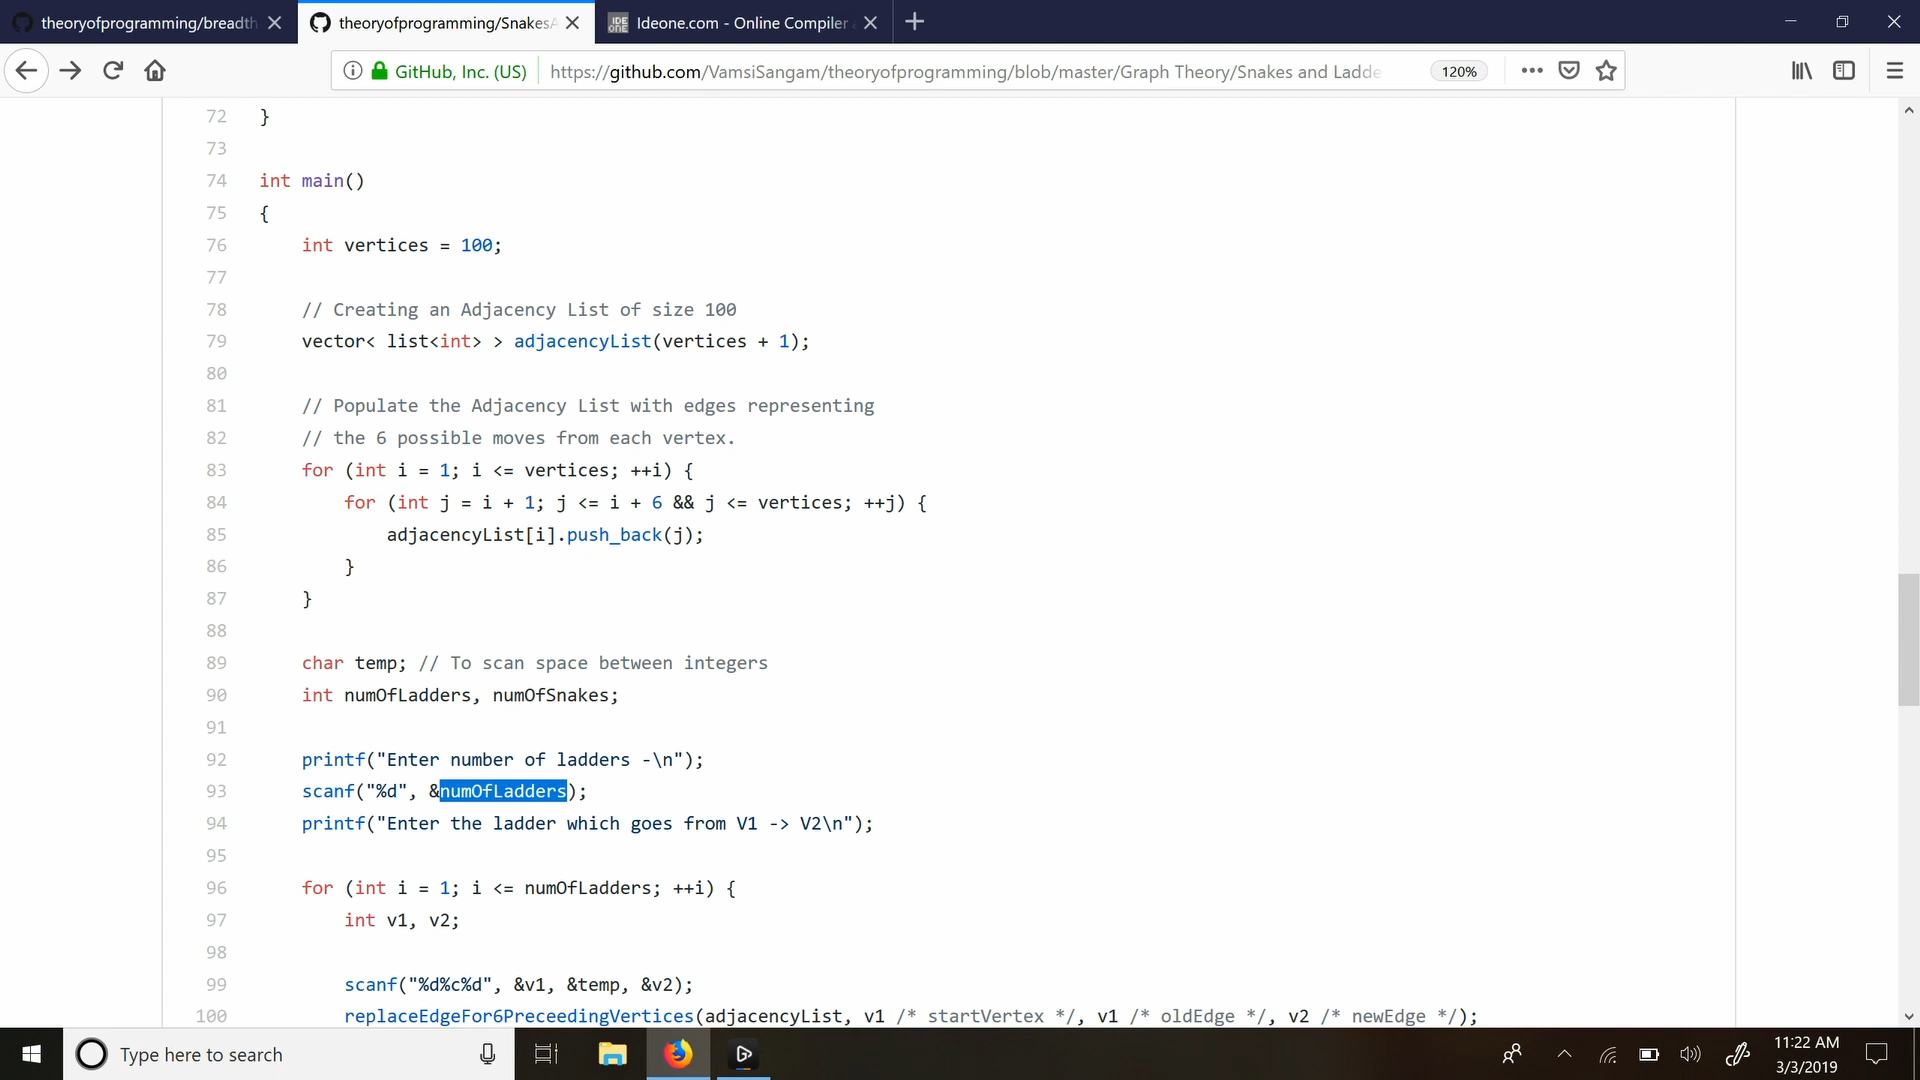 theoryofprogramming/breadth
theoryofprogramming/SnakesA
Ideone.com - Online Compiler
GitHub, Inc. (US)
https://github.com/VamsiSangam/theoryofprogramming/blob/master/Graph Theory/Snakes and Ladde
120%
72 }
73
74 int main()
75 {
76 int vertices = 100;
77
78 // Creating an Adjacency List of size 100
79 vector< list<int> > adjacencyList(vertices + 1);
80
81 // Populate the Adjacency List with edges representing
82 // the 6 possible moves from each vertex.
83 for (int i = 1; i <= vertices; ++i) {
84 for (int j = i + 1; j <= i + 6 && j <= vertices; ++j) {
85 adjacencyList[i].push_back(j);
86 }
87 }
88
89 char temp; // To scan space between integers
90 int numOfLadders, numOfSnakes;
91
92 printf("Enter number of ladders -\n");
93 scanf("%d", &numOfLadders);
94 printf("Enter the ladder which goes from V1 -> V2\n");
95
96 for (int i = 1; i <= numOfLadders; ++i) {
97 int v1, v2;
98
99 scanf("%d%c%d", &v1, &temp, &v2);
100 replaceEdgeFor6PreceedingVertices(adjacencyList, v1 /* startVertex */, v1 /* oldEdge */, v2 /* newEdge */);
Type here to search
11:22 AM
3/3/2019